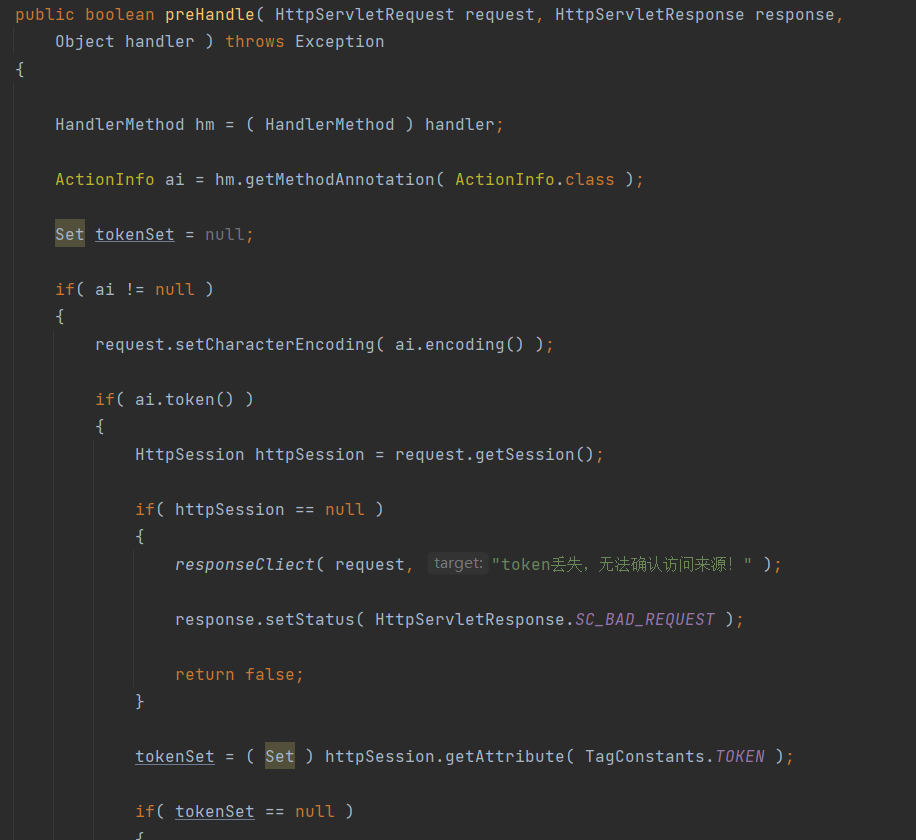 public boolean preHandle( HttpServletRequest request, HttpServletResponse response,
Object handler ) throws Exception
{
HandlerMethod hm = ( HandlerMethod ) handler;
ActionInfo ai = hm.getMethodAnnotation( ActionInfo.class );
Set tokenSet = null;
if( ai != null )
{
request.setCharacterEncoding( ai.encoding() );
if( ai.token() )
{
HttpSession httpSession = request.getSession();
if( httpSession == null )
{
responseCliect( request, target: "token丢失，无法确认访问来源！" );
response.setStatus( HttpServletResponse.SC_BAD_REQUEST );
return false;
}
tokenSet = ( Set ) httpSession.getAttribute( TagConstants.TOKEN );
if( tokenSet == null )
{